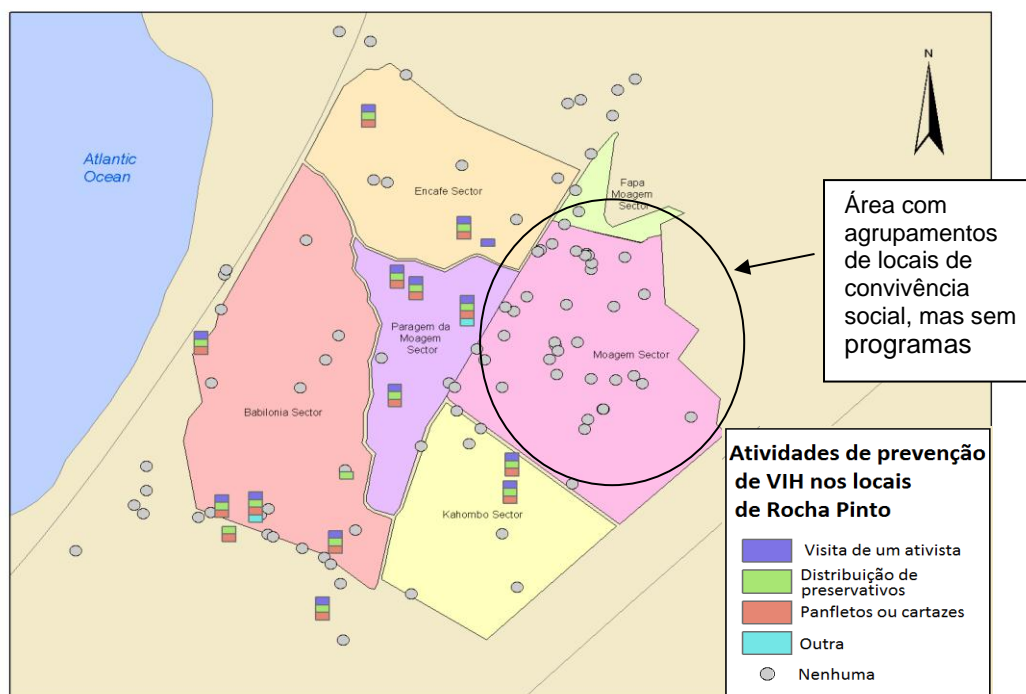 N
Atlantic
Ocean
Encafe Sector
Fapa
Moagem
Sector
Paragem da
Moagem
Sector
Moagem Sector
Babilonia Sector
Kahombo Sector
Área com
agrupamentos
de locais de
convivência
social, mas sem
programas
Atividades de prevenção
de VIH nos locais
de Rocha Pinto
Visita de um ativista
Distribuição de
preservativos
Panfletos ou cartazes
Outra
Nenhuma